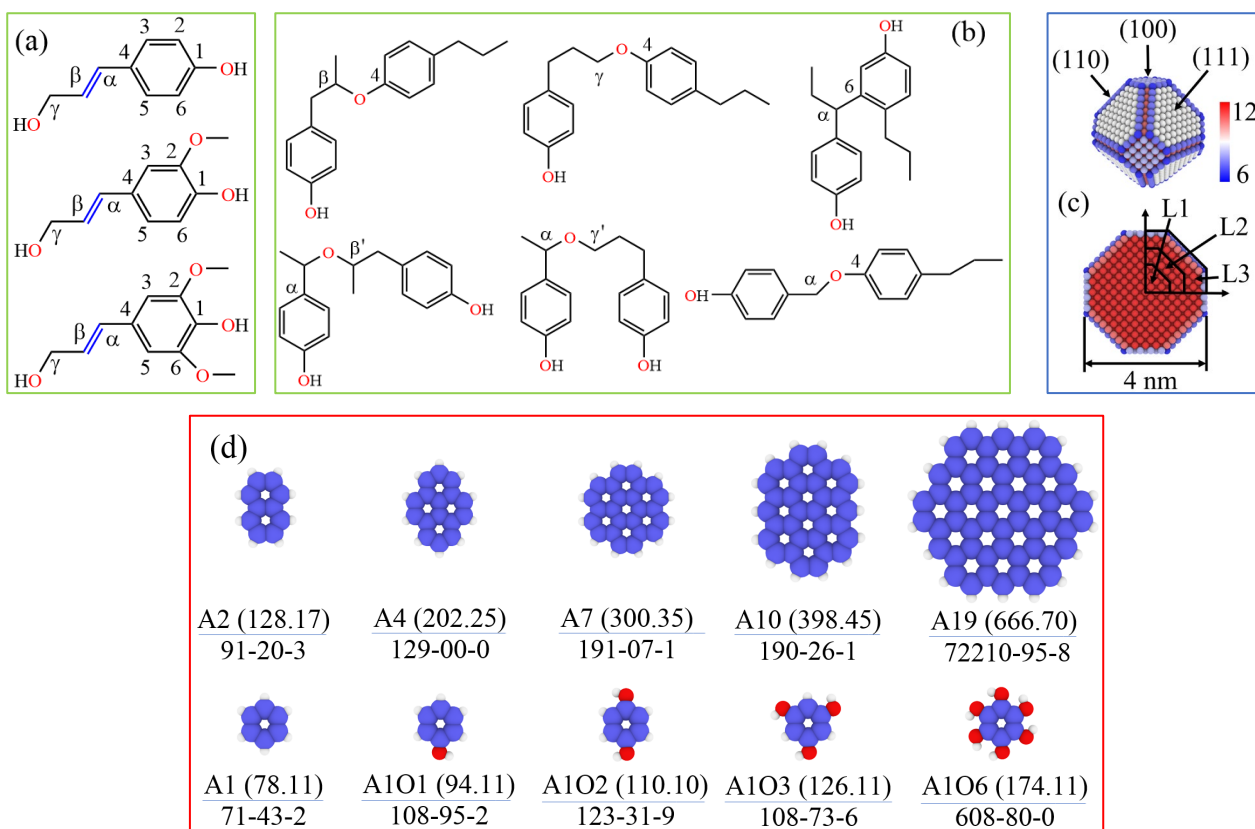 (a)
3 2
4 1
β
α
γ
5 6
OH
HO
O
3 2
4 1
β
α
γ
5 6
OH
HO
O
3 2
4 1
β
α
γ
5 6
OH
HO
O
(b)
β
O
4
OH
O
4
γ
OH
OH
6
α
OH
O
β'
α
OH
OH
α
O
γ'
OH
OH
4
O
α
HO
(100)
(110)
(111)
12
6
(c)
L1
L2
L3
4 nm
(d)
A2 (128.17) A4 (202.25) A7 (300.35) A10 (398.45) A19 (666.70)
91-20-3 129-00-0 191-07-1 190-26-1 72210-95-8
A1 (78.11) A1O1 (94.11) A1O2 (110.10) A1O3 (126.11) A1O6 (174.11)
71-43-2 108-95-2 123-31-9 108-73-6 608-80-0